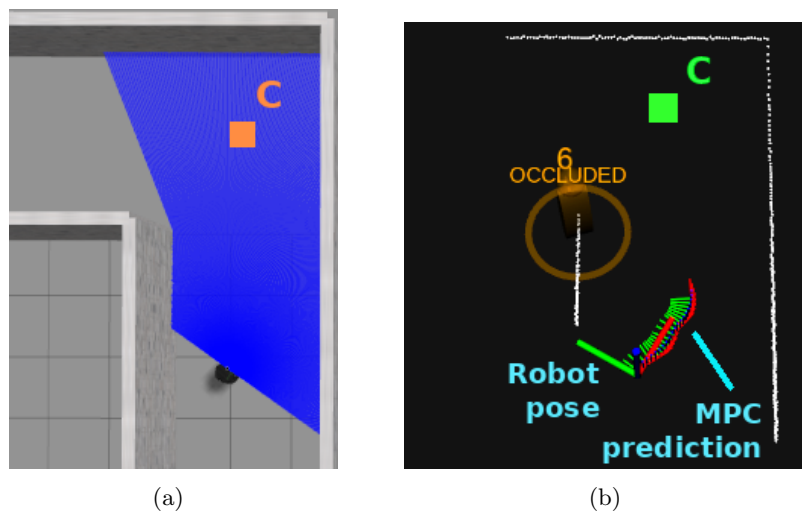 C
C
6
OCCLUDED
Robot
pose
MPC
prediction
(a)
(b)